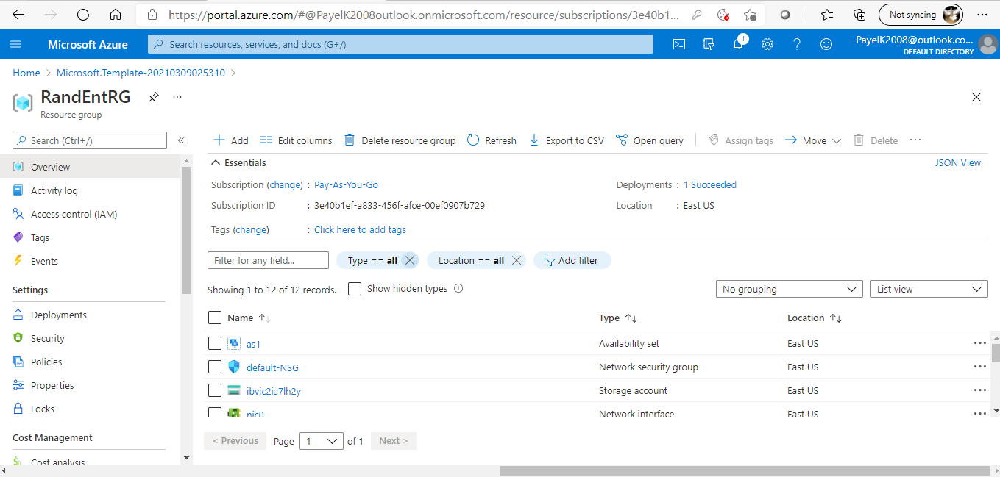 https://portal.azure.com/#@PayelK2008outlook.onmicrosoft.com/resource/subscriptions/3e40b1... Not syncing
Microsoft Azure Search resources, services, and docs (G+/) 1 PayelK2008@outlook.co...
DEFAULT DIRECTORY
Home > Microsoft.Template-20210309025310 >
RandEntRG
Resource group
Search (Ctrl+/)
Overview
Activity log
Access control (IAM)
Tags
Events
Settings
Deployments
Security
Policies
Properties
Locks
Cost Management
Cost analysis
Add Edit columns Delete resource group Refresh Export to CSV Open query Assign tags Move Delete
Essentials JSON View
Subscription (change) : Pay-As-You-Go Deployments : 1 Succeeded
Subscription ID : 3e40b1ef-a833-456f-afce-00ef0907b729 Location : East US
Tags (change) : Click here to add tags
Filter for any field... Type == all Location == all Add filter
Showing 1 to 12 of 12 records. Show hidden types No grouping List view
Name Type Location
as1 Availability set East US
default-NSG Network security group East US
ibvic2ia7lh2y Storage account East US
nic0 Network interface East US
< Previous Page 1 of 1 Next >